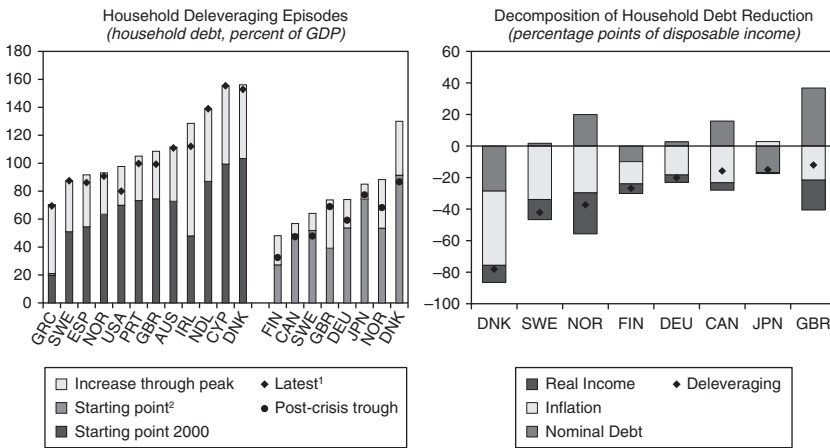 Household Deleveraging Episodes
(household debt, percent of GDP)
180
160
140
120
100
80
60
40
20
0
GRC
SWE
ESP
NOR
USA
PRT
GBR
AUS
IRL
NDL
CYP
DNK
FIN
CAN
SWE
GBR
DEU
JPN
NOR
DNK
Increase through peak
Latest¹
Starting point²
Post-crisis trough
Starting point 2000
Decomposition of Household Debt Reduction
(percentage points of disposable income)
60
40
20
0
−20
−40
−60
−80
−100
DNK SWE NOR FIN DEU CAN JPN GBR
Real Income
Deleveraging
Inflation
Nominal Debt